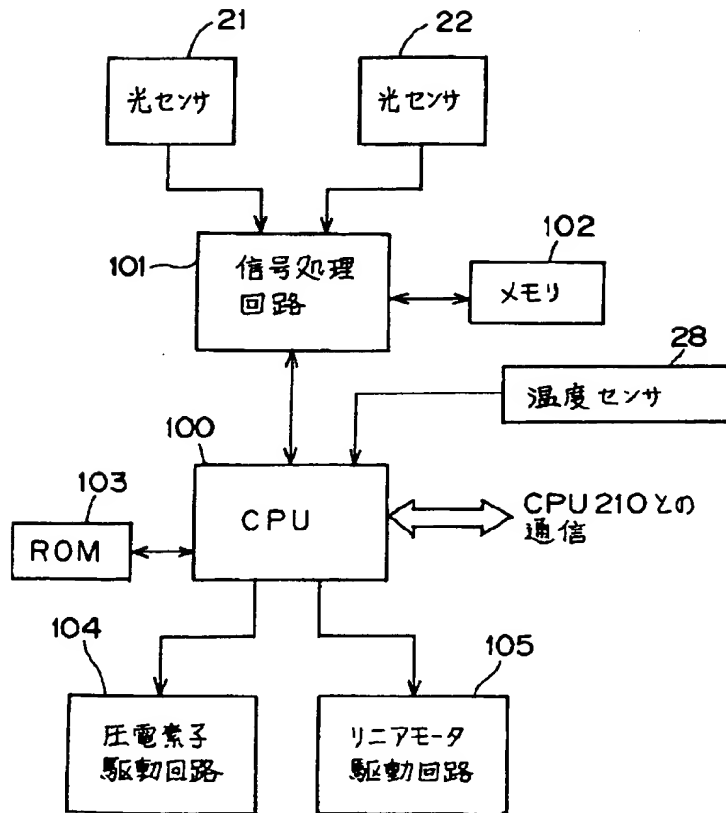 21
22
光センサ
光センサ
101
信号処理
回路
102
メモリ
28
温度センサ
100
CPU
103
ROM
CPU210との
通信
104
圧電素子
駆動回路
105
リニアモータ
駆動回路